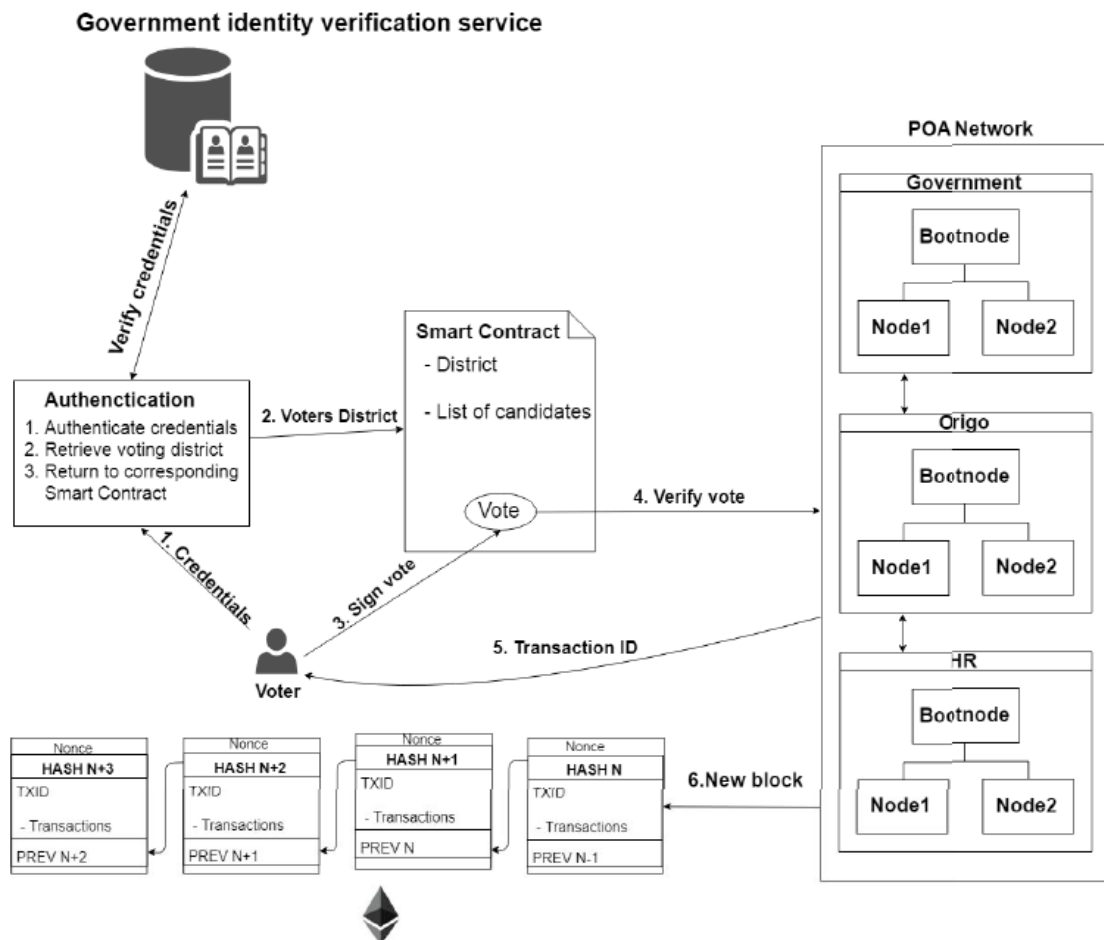 Government identity verification service
Verify credentials
Authenctication
1. Authenticate credentials
2. Retrieve voting district
3. Return to corresponding
Smart Contract
2. Voters District
Smart Contract
- District
- List of candidates
Vote
1. Credentials
3. Sign vote
Voter
4. Verify vote
5. Transaction ID
6.New block
POA Network
Government
Bootnode
Node1
Node2
Origo
Bootnode
Node1
Node2
HR
Bootnode
Node1
Node2
Nonce
HASH N+3
TXID
- Transactions
PREV N+2
Nonce
HASH N+2
TXID
- Transactions
PREV N+1
Nonce
HASH N+1
TXID
- Transactions
PREV N
Nonce
HASH N
TXID
- Transactions
PREV N-1